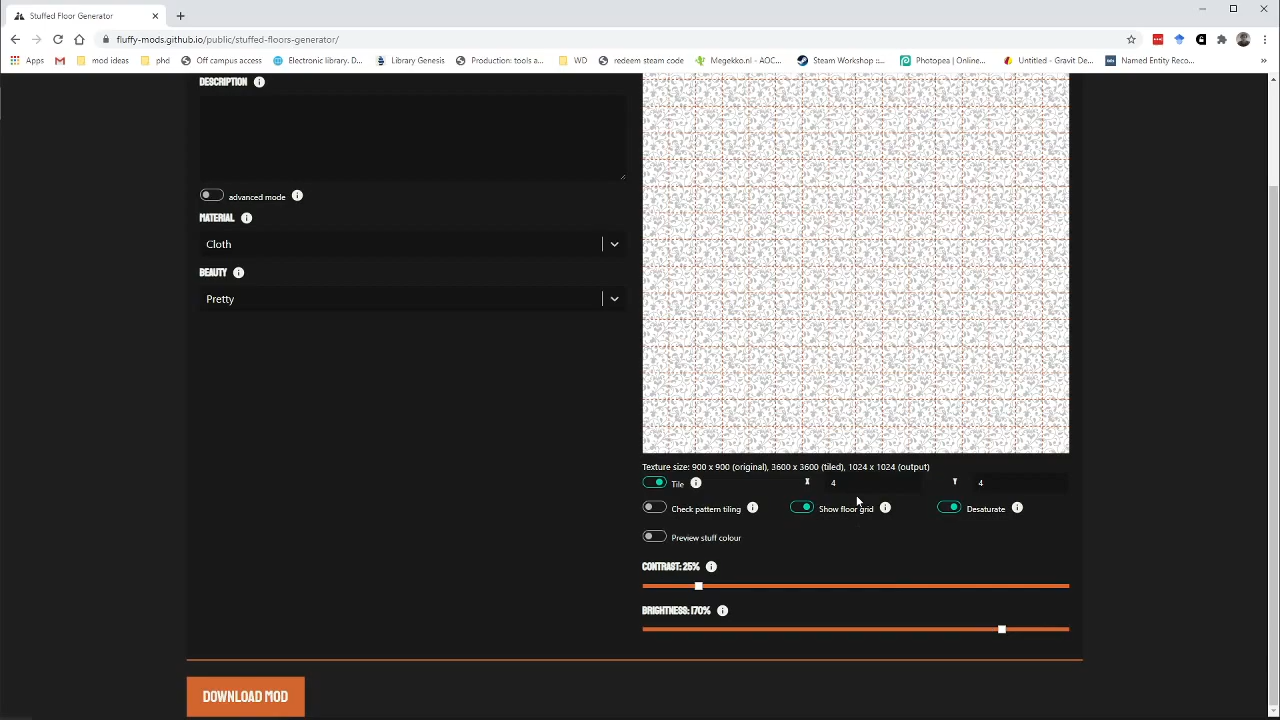 Stuffed Floor Generator
fluffy-mods.github.io/public/stuffed-floors-generator/
Apps
mod ideas
phd
Off campus access
Electronic library. D...
Library Genesis
Production: tools a...
WD
redeem steam code
Megekko.nl - AOC...
Steam Workshop ::...
Photopea | Online...
Untitled - Gravit De...
Named Entity Reco...
»
DESCRIPTION
advanced mode
MATERIAL
Cloth
BEAUTY
Pretty
Texture size: 900 x 900 (original), 3600 x 3600 (tiled), 1024 x 1024 (output)
Tile
X 4
Y 4
Check pattern tiling
Show floor grid
Desaturate
Preview stuff colour
CONTRAST: 25%
BRIGHTNESS: 170%
DOWNLOAD MOD